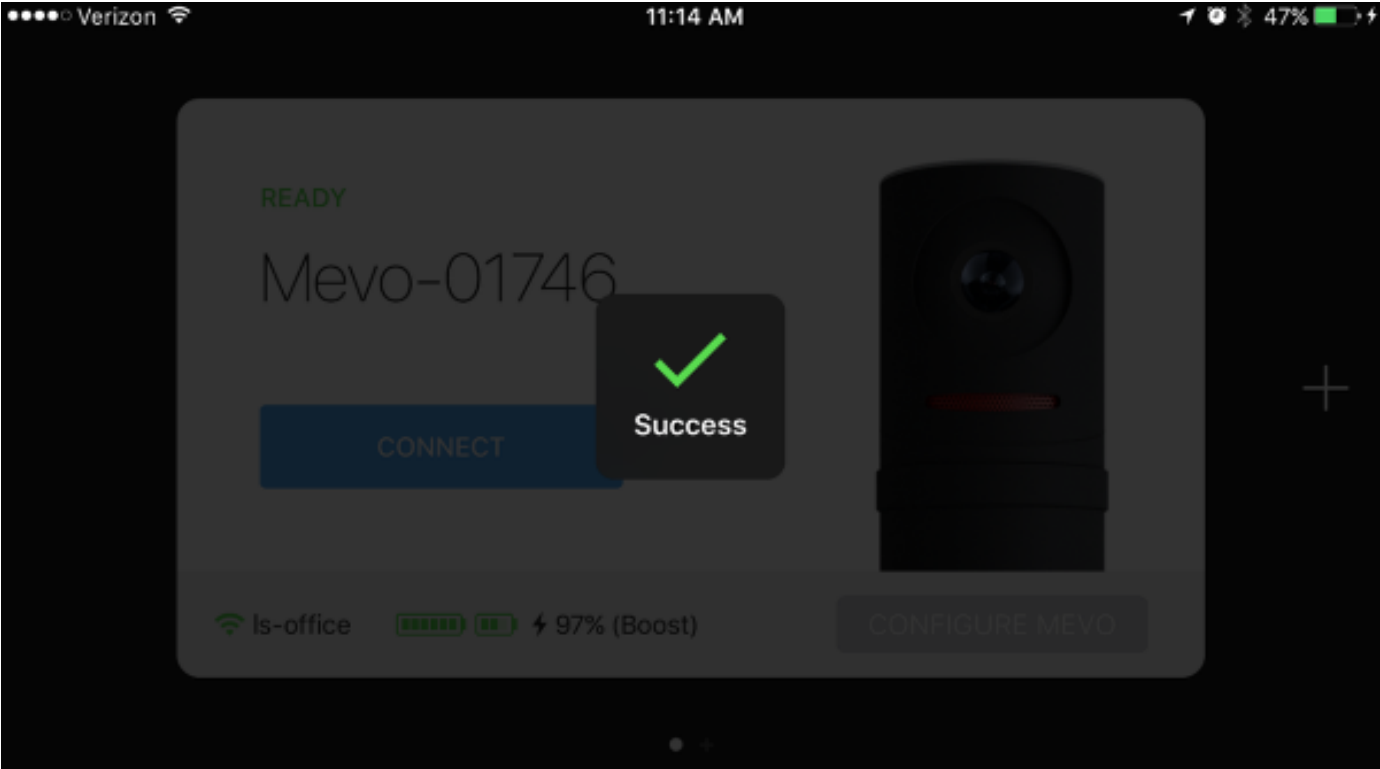 Verizon 11:14 AM 47%
READY
Mevo-01746
CONNECT
Success
ls-office 97% (Boost) CONFIGURE MEVO